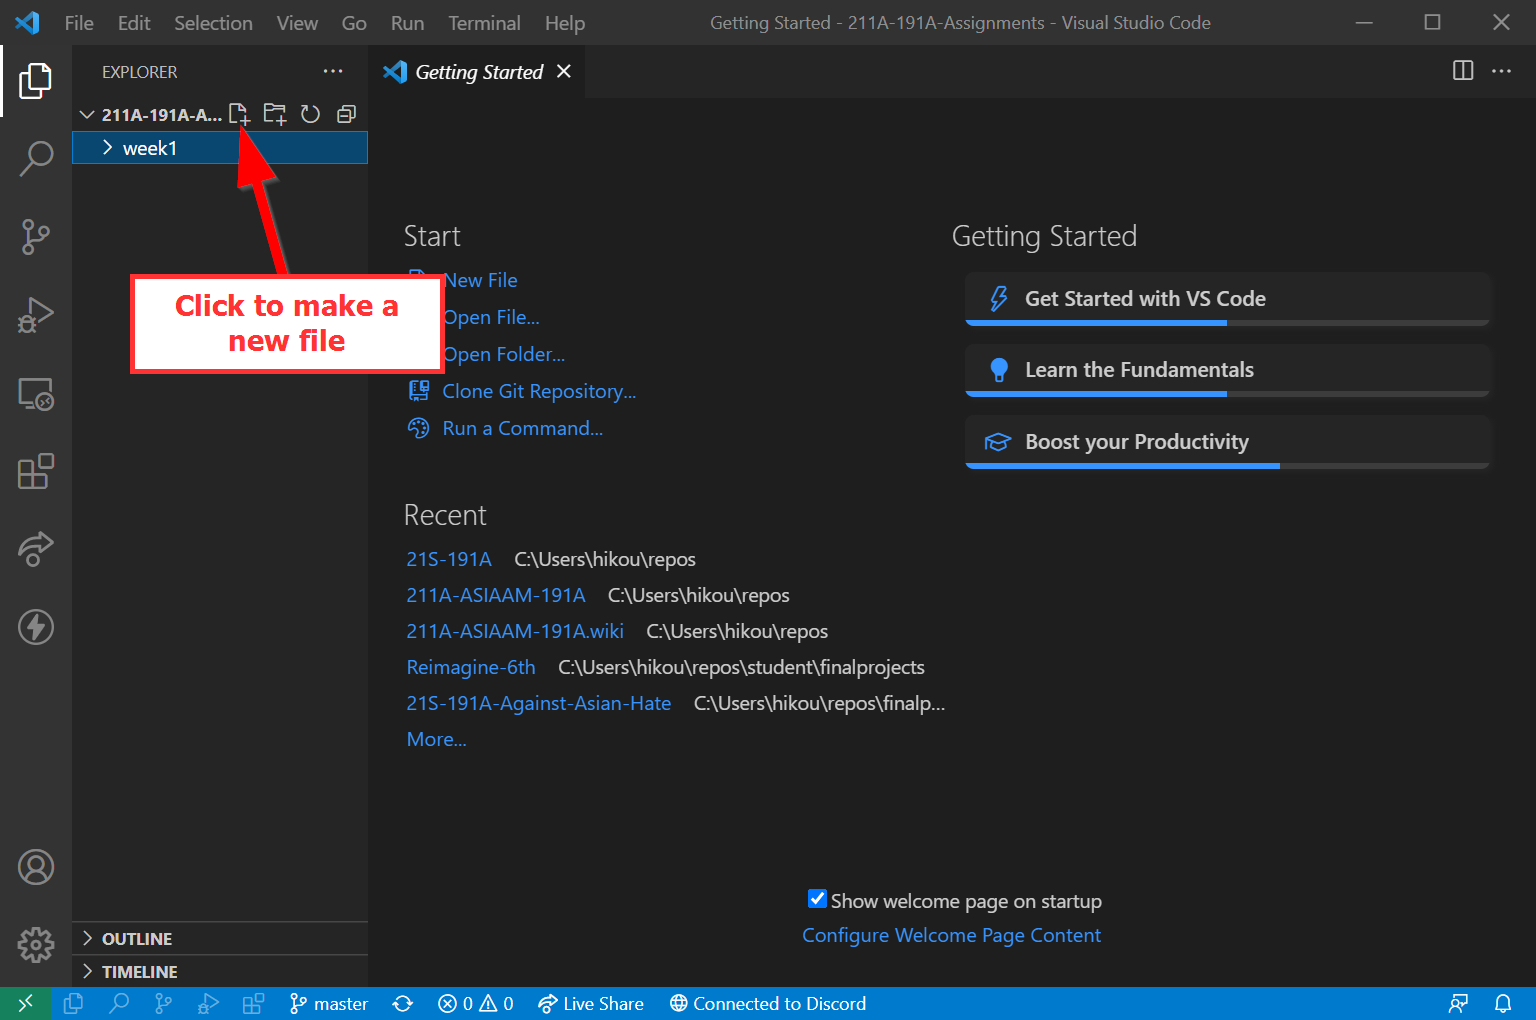 File Edit Selection View Go Run Terminal Help
Getting Started - 211A-191A-Assignments - Visual Studio Code
EXPLORER
Getting Started
211A-191A-A...
week1
Click to make a
new file
Start
New File
Open File...
Open Folder...
Clone Git Repository...
Run a Command...
Getting Started
Get Started with VS Code
Learn the Fundamentals
Boost your Productivity
Recent
21S-191A C:\Users\hikou\repos
211A-ASIAAM-191A C:\Users\hikou\repos
211A-ASIAAM-191A.wiki C:\Users\hikou\repos
Reimagine-6th C:\Users\hikou\repos\student\finalprojects
21S-191A-Against-Asian-Hate C:\Users\hikou\repos\finalp...
More...
Show welcome page on startup
Configure Welcome Page Content
OUTLINE
TIMELINE
master 0 0 Live Share Connected to Discord